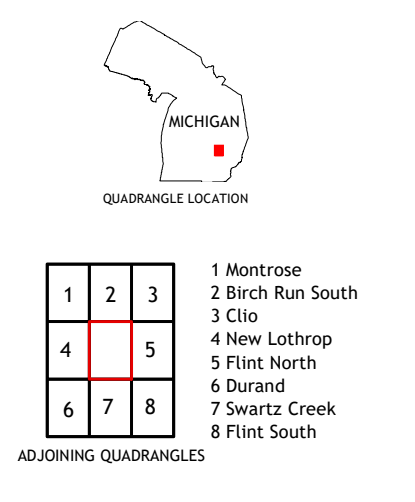 MICHIGAN
QUADRANGLE LOCATION
1 2 3
4 5
6 7 8
1 Montrose
2 Birch Run South
3 Clio
4 New Lothrop
5 Flint North
6 Durand
7 Swartz Creek
8 Flint South
ADJOINING QUADRANGLES